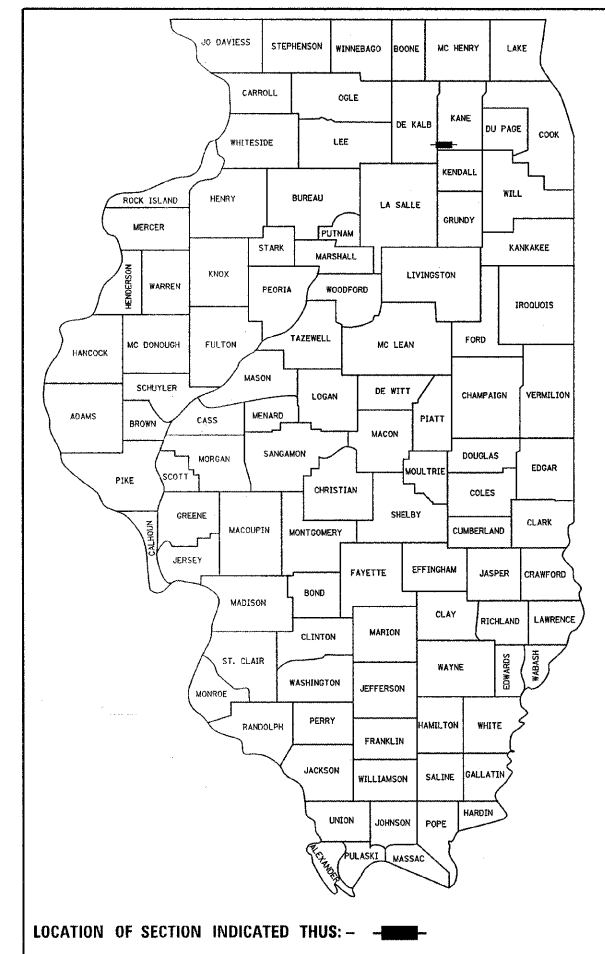 JO DAVIESS
STEPHENSON
WINNEBAGO
BOONE
MC HENRY
LAKE
CARROLL
OGLE
DE KALB
KANE
DU PAGE
COOK
WHITESIDE
LEE
KENDALL
WILL
ROCK ISLAND
HENRY
BUREAU
LA SALLE
GRUNDY
MERCER
PUTNAM
KANKAKEE
STARK
MARSHALL
HENDERSON
WARREN
KNOX
PEORIA
WOODFORD
LIVINGSTON
IROQUOIS
HANCOCK
MC DONOUGH
FULTON
TAZEWELL
MC LEAN
FORD
SCHUYLER
MASON
LOGAN
DE WITT
CHAMPAIGN
VERMILION
ADAMS
BROWN
CASS
MENARD
MACON
PIATT
MORGAN
SANGAMON
DOUGLAS
EDGAR
PIKE
SCOTT
CHRISTIAN
MOULTRIE
COLES
GREENE
MACOUPIN
MONTGOMERY
SHELBY
CUMBERLAND
CLARK
CALHOUN
JERSEY
FAYETTE
EFFINGHAM
JASPER
CRAWFORD
MADISON
BOND
CLAY
RICHLAND
LAWRENCE
CLINTON
MARION
ST. CLAIR
WAYNE
EDWARDS
WABASH
WASHINGTON
JEFFERSON
MONROE
RANDOLPH
PERRY
HAMILTON
WHITE
FRANKLIN
JACKSON
WILLIAMSON
SALINE
GALLATIN
UNION
JOHNSON
POPE
HARDIN
ALEXANDER
PULASKI
MASSAC
LOCATION OF SECTION INDICATED THUS: -